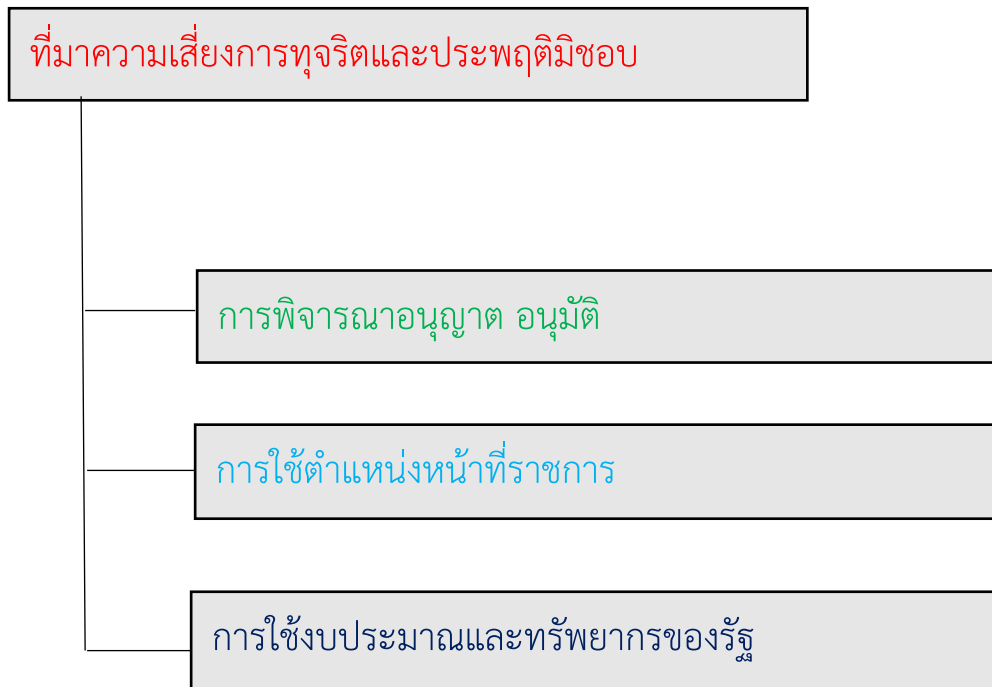 ที่มาความเสี่ยงการทุจริตและประพฤติมิชอบ
การพิจารณาอนุญาต อนุมัติ
การใช้ตำแหน่งหน้าที่ราชการ
การใช้งบประมาณและทรัพยากรของรัฐ